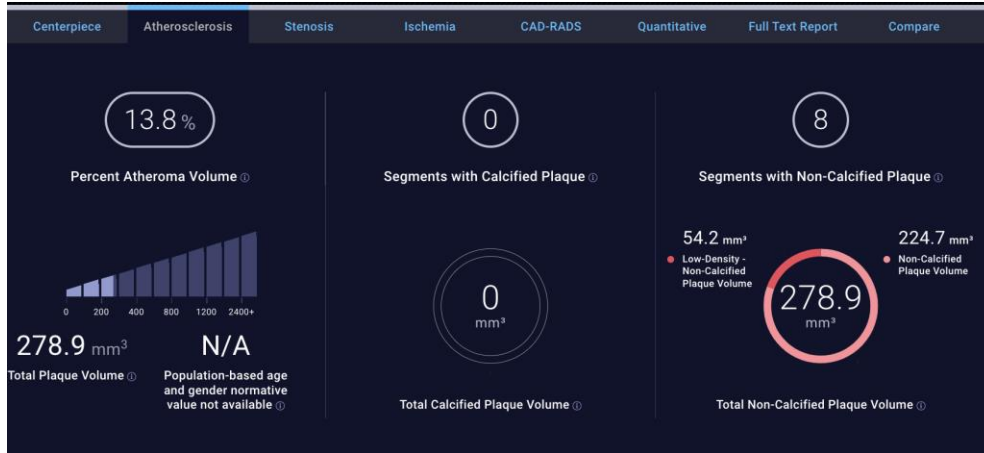 Centerpiece
Atherosclerosis
Stenosis
Ischemia
CAD-RADS
Quantitative
Full Text Report
Compare
13.8 %
Percent Atheroma Volume ⓘ
0 200 400 800 1200 2400+
278.9 mm³
Total Plaque Volume ⓘ
N/A
Population-based age
and gender normative
value not available ⓘ
0
Segments with Calcified Plaque ⓘ
0
mm³
Total Calcified Plaque Volume ⓘ
8
Segments with Non-Calcified Plaque ⓘ
54.2 mm³
Low-Density -
Non-Calcified
Plaque Volume
278.9
mm³
224.7 mm³
Non-Calcified
Plaque Volume
Total Non-Calcified Plaque Volume ⓘ